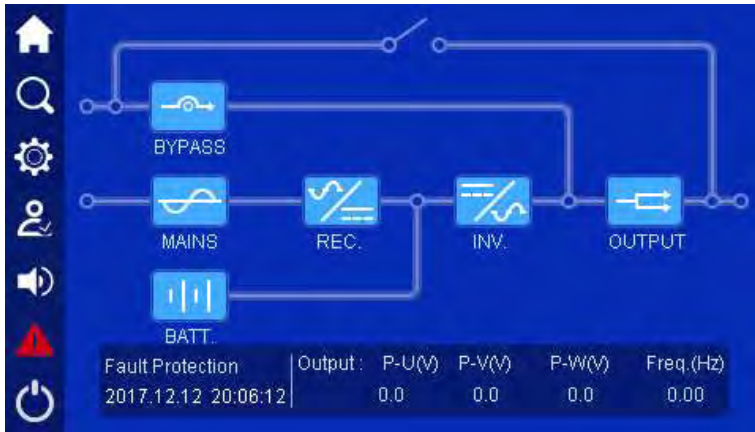 BYPASS
MAINS REC. INV. OUTPUT
BATT.
Fault Protection Output : P-U(V) P-V(V) P-W(V) Freq.(Hz)
2017.12.12 20:06:12 0.0 0.0 0.0 0.00